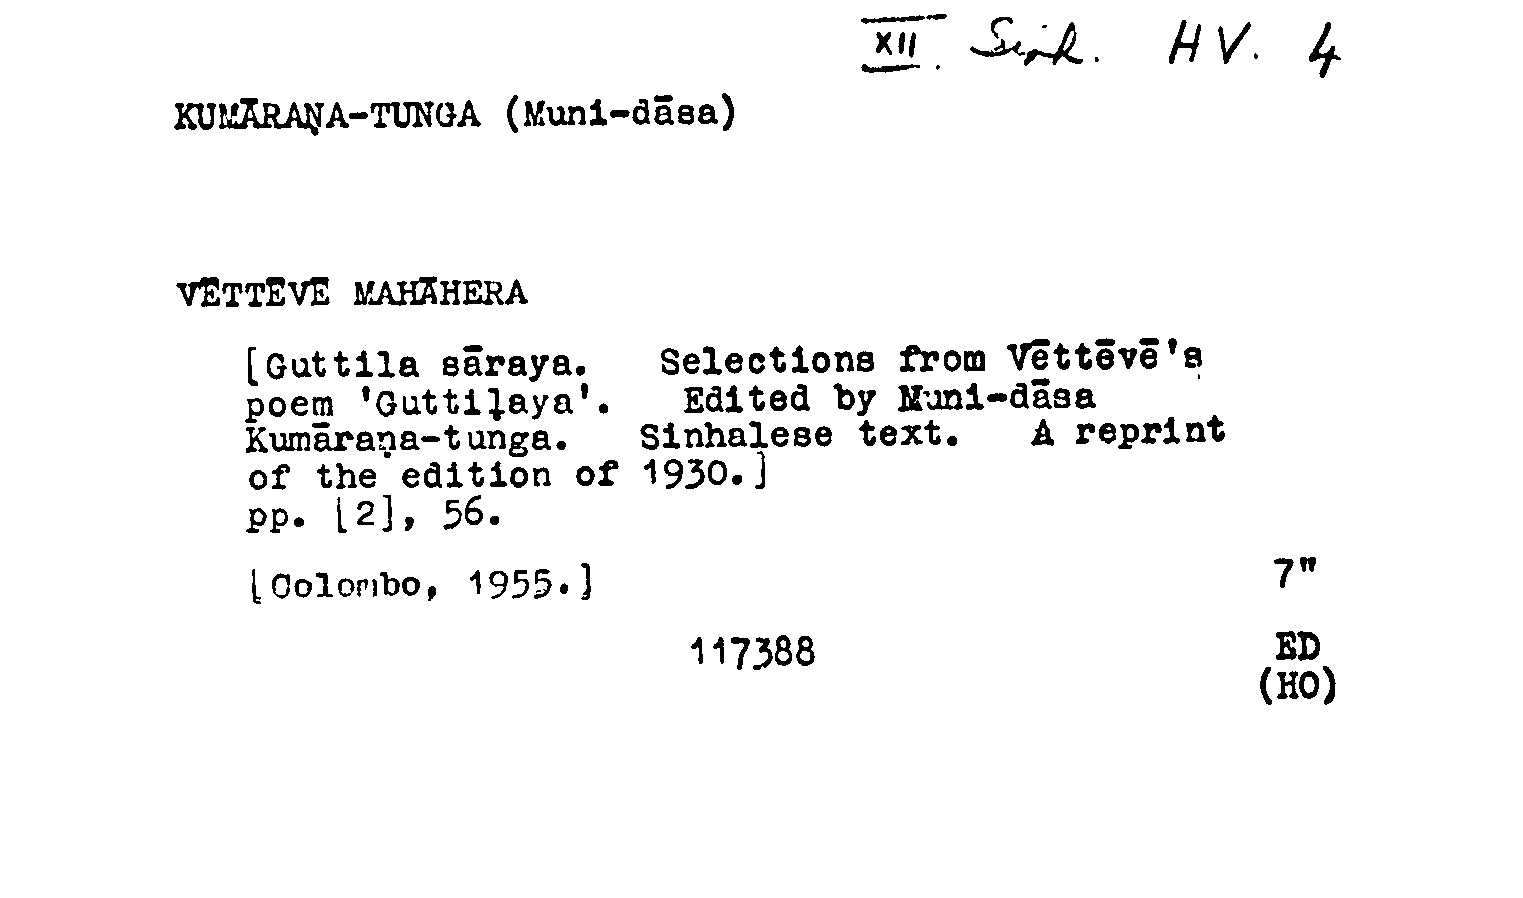 XII. Sinh. HV. 4
KUMĀRAṆA-TUNGA (Muni-dāsa)
VĒTTĒVĒ MAHĀHERA
[Guttila sāraya. Selections from Vēttēvē's
poem 'Guttiḷaya'. Edited by Muni-dāsa
Kumāraṇa-tunga. Sinhalese text. A reprint
of the edition of 1930.]
pp. [2], 56.
[Colombo, 1955.] 7"
117388 ED
(HO)